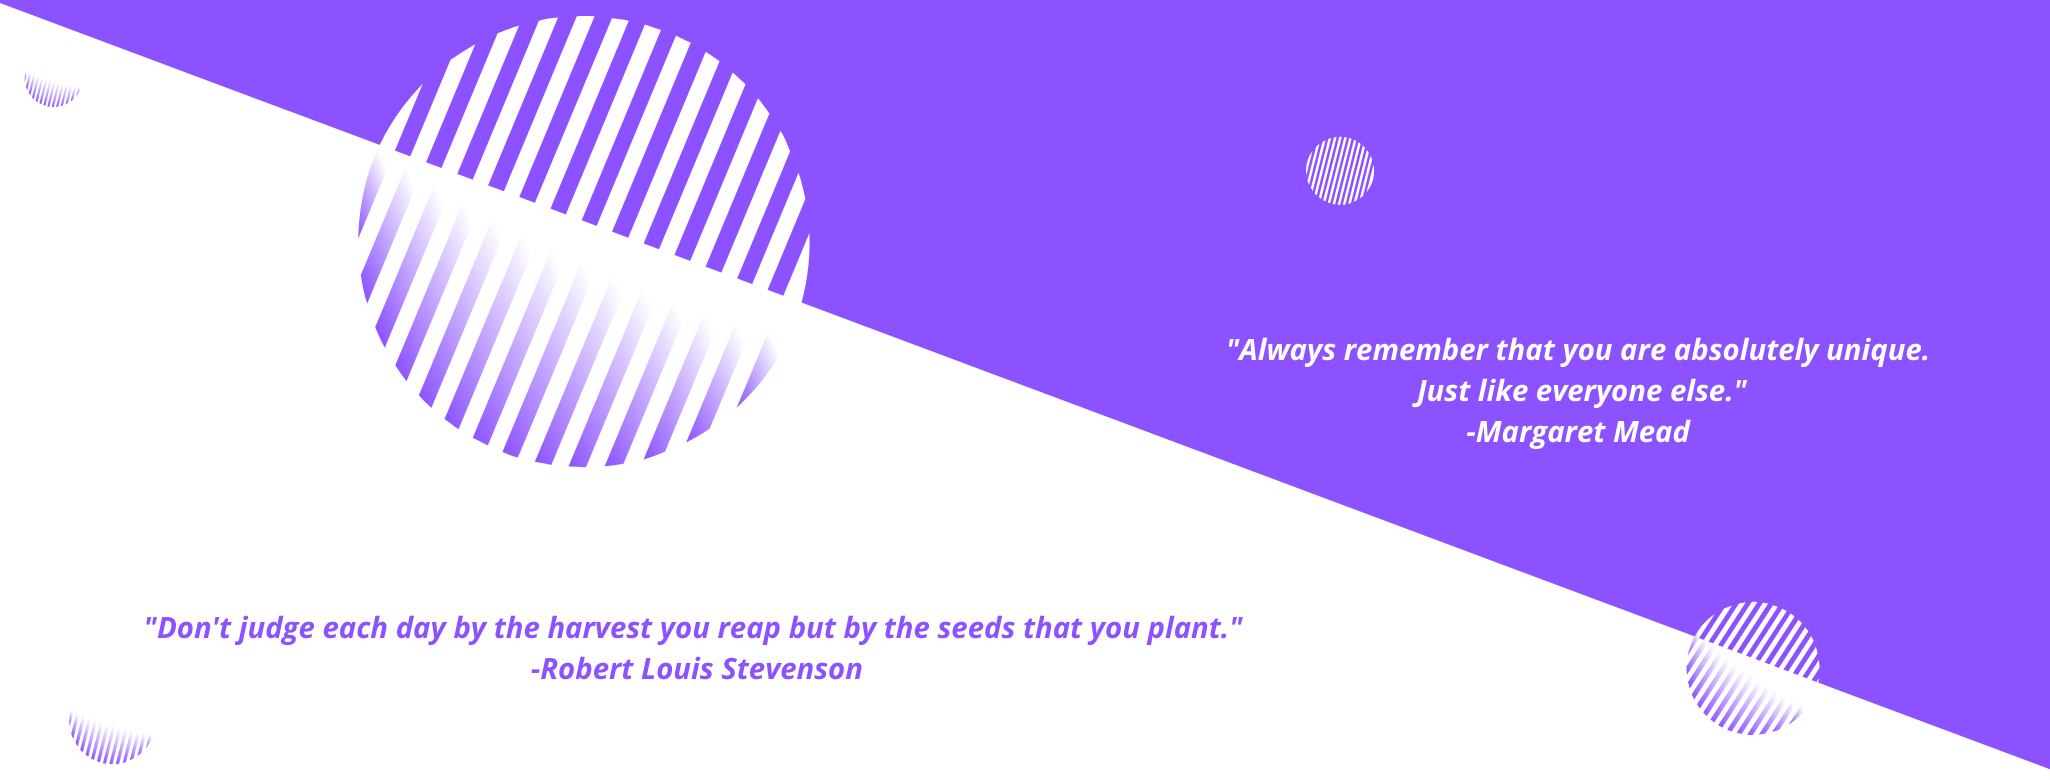 "Always remember that you are absolutely unique.
Just like everyone else."
-Margaret Mead
"Don't judge each day by the harvest you reap but by the seeds that you plant."
-Robert Louis Stevenson